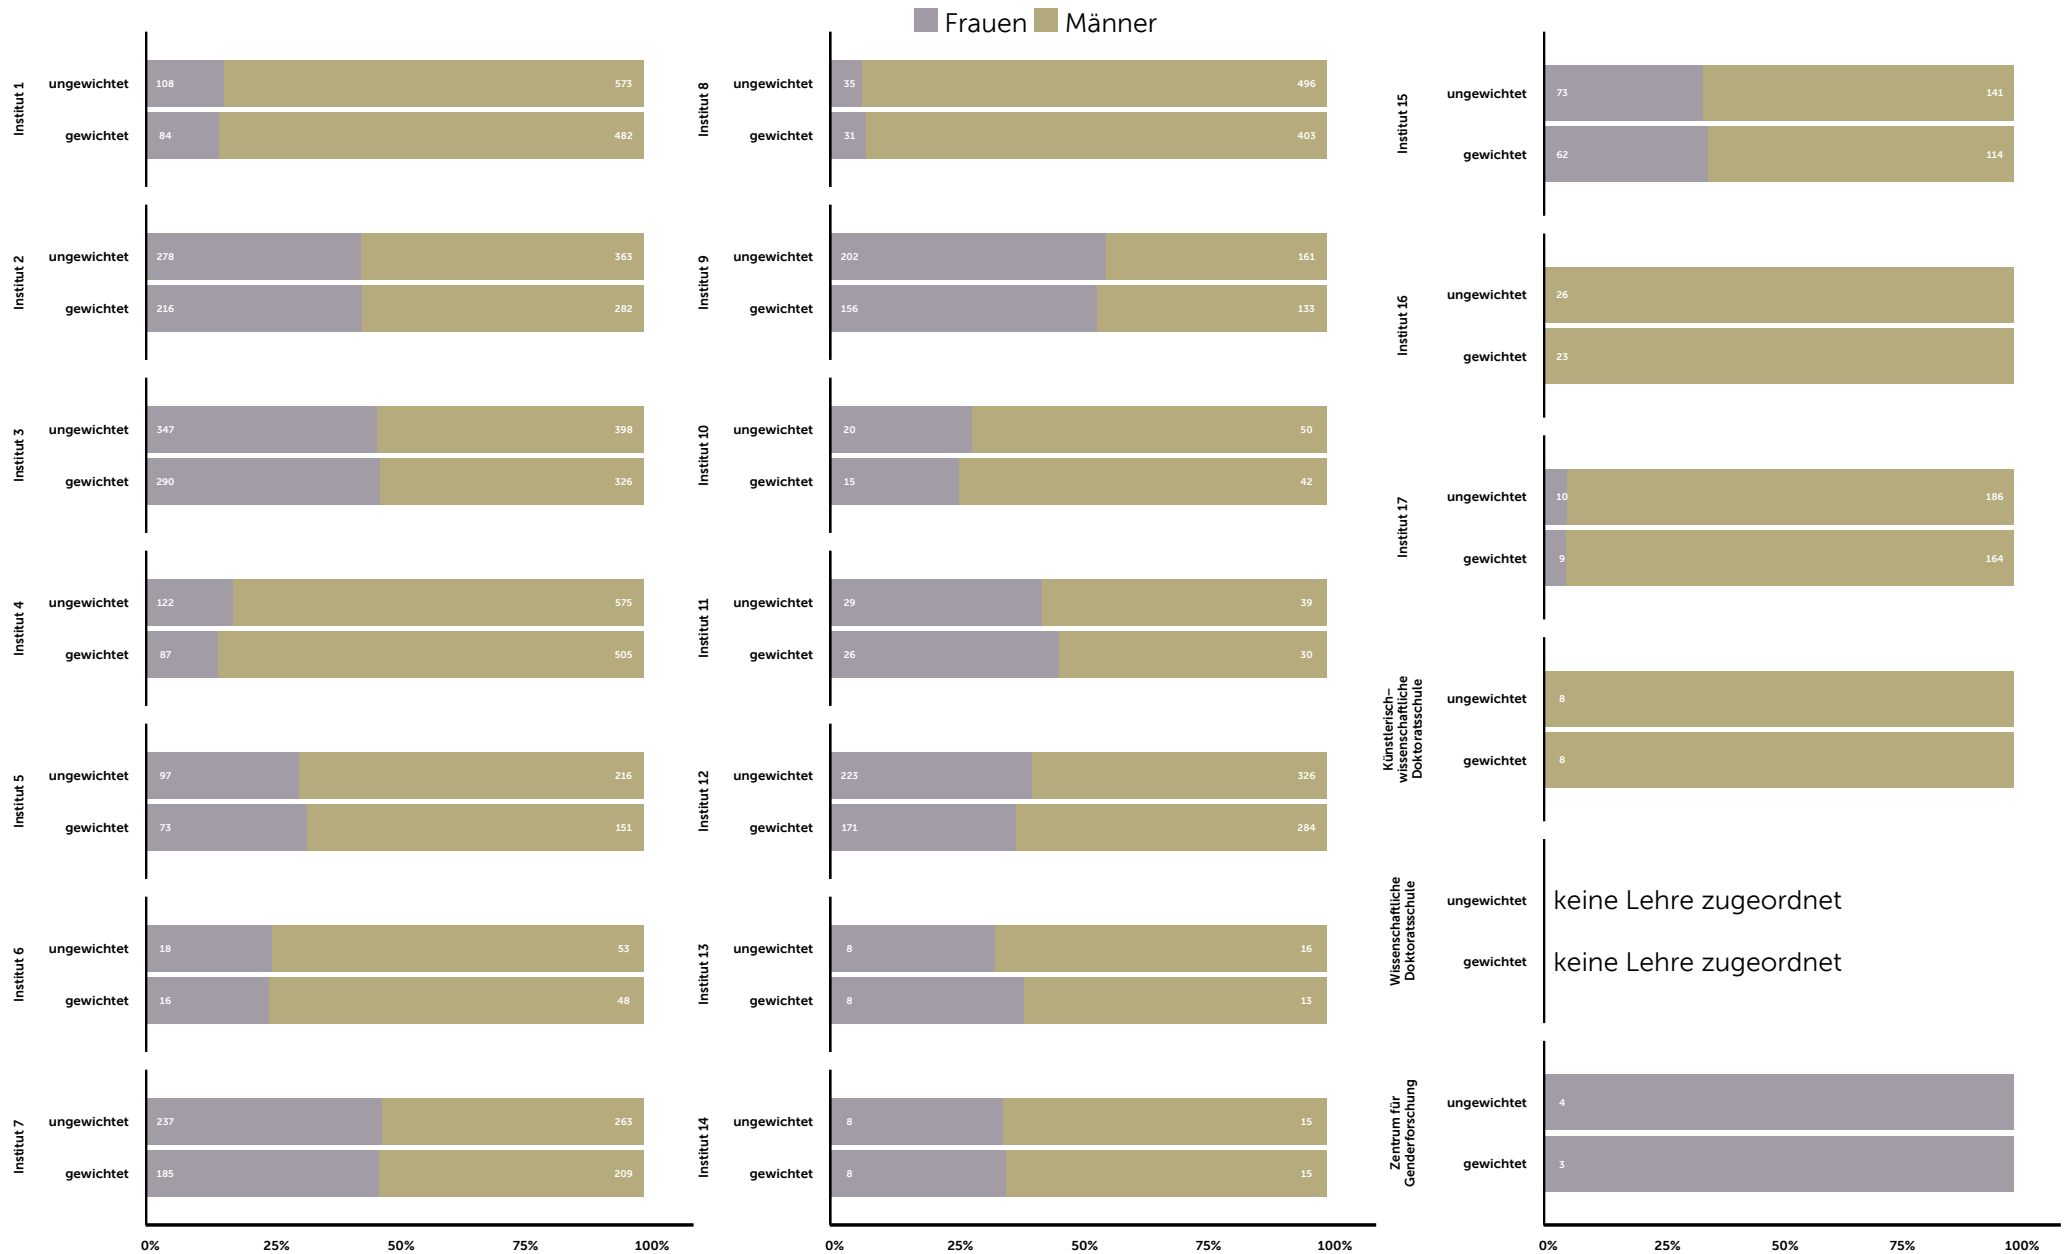 Frauen Männer
Institut 1
ungewichtet 108 573
gewichtet 84 482
Institut 2
ungewichtet 278 363
gewichtet 216 282
Institut 3
ungewichtet 347 398
gewichtet 290 326
Institut 4
ungewichtet 122 575
gewichtet 87 505
Institut 5
ungewichtet 97 216
gewichtet 73 151
Institut 6
ungewichtet 18 53
gewichtet 16 48
Institut 7
ungewichtet 237 263
gewichtet 185 209
0% 25% 50% 75% 100%
Institut 8
ungewichtet 35 496
gewichtet 31 403
Institut 9
ungewichtet 202 161
gewichtet 156 133
Institut 10
ungewichtet 20 50
gewichtet 15 42
Institut 11
ungewichtet 29 39
gewichtet 26 30
Institut 12
ungewichtet 223 326
gewichtet 171 284
Institut 13
ungewichtet 8 16
gewichtet 8 13
Institut 14
ungewichtet 8 15
gewichtet 8 15
0% 25% 50% 75% 100%
Institut 15
ungewichtet 73 141
gewichtet 62 114
Institut 16
ungewichtet 26
gewichtet 23
Institut 17
ungewichtet 10 186
gewichtet 9 164
Künstlerisch–
wissenschaftliche
Doktoratsschule
ungewichtet 8
gewichtet 8
Wissenschaftliche
Doktoratsschule
ungewichtet keine Lehre zugeordnet
gewichtet keine Lehre zugeordnet
Zentrum für
Genderforschung
ungewichtet 4
gewichtet 3
0% 25% 50% 75% 100%